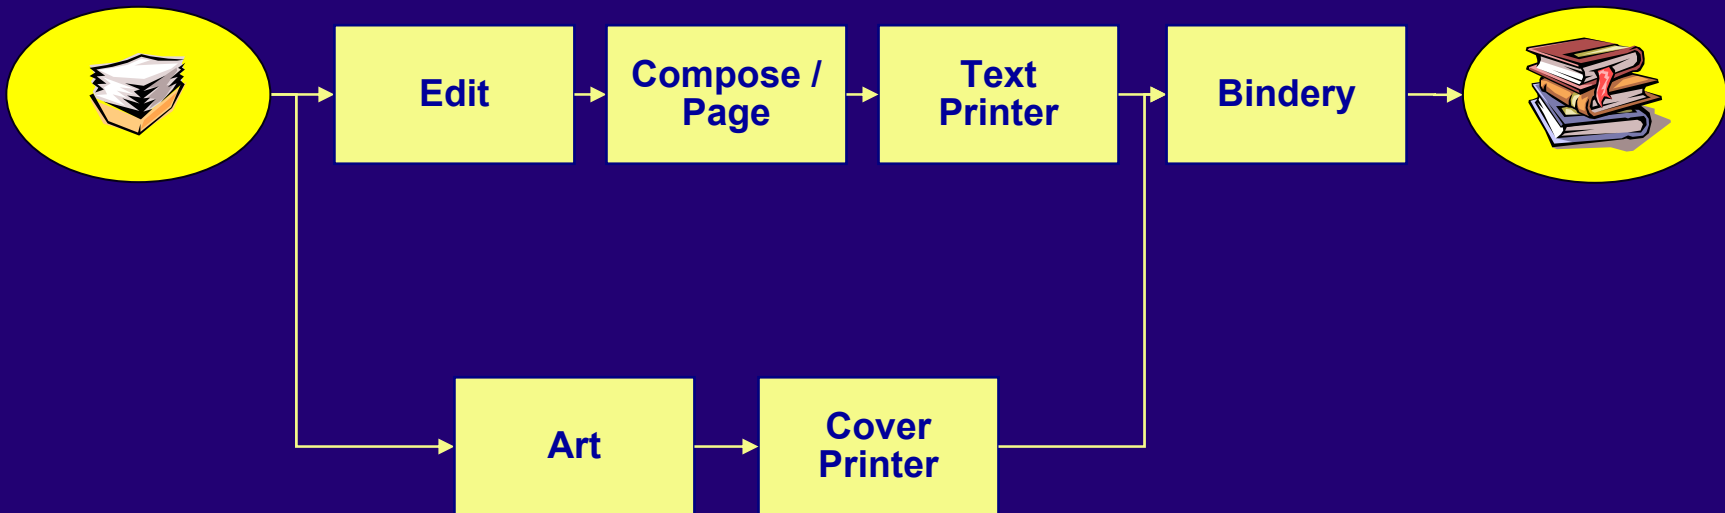 Edit
Compose /
Page
Text
Printer
Bindery
Art
Cover
Printer